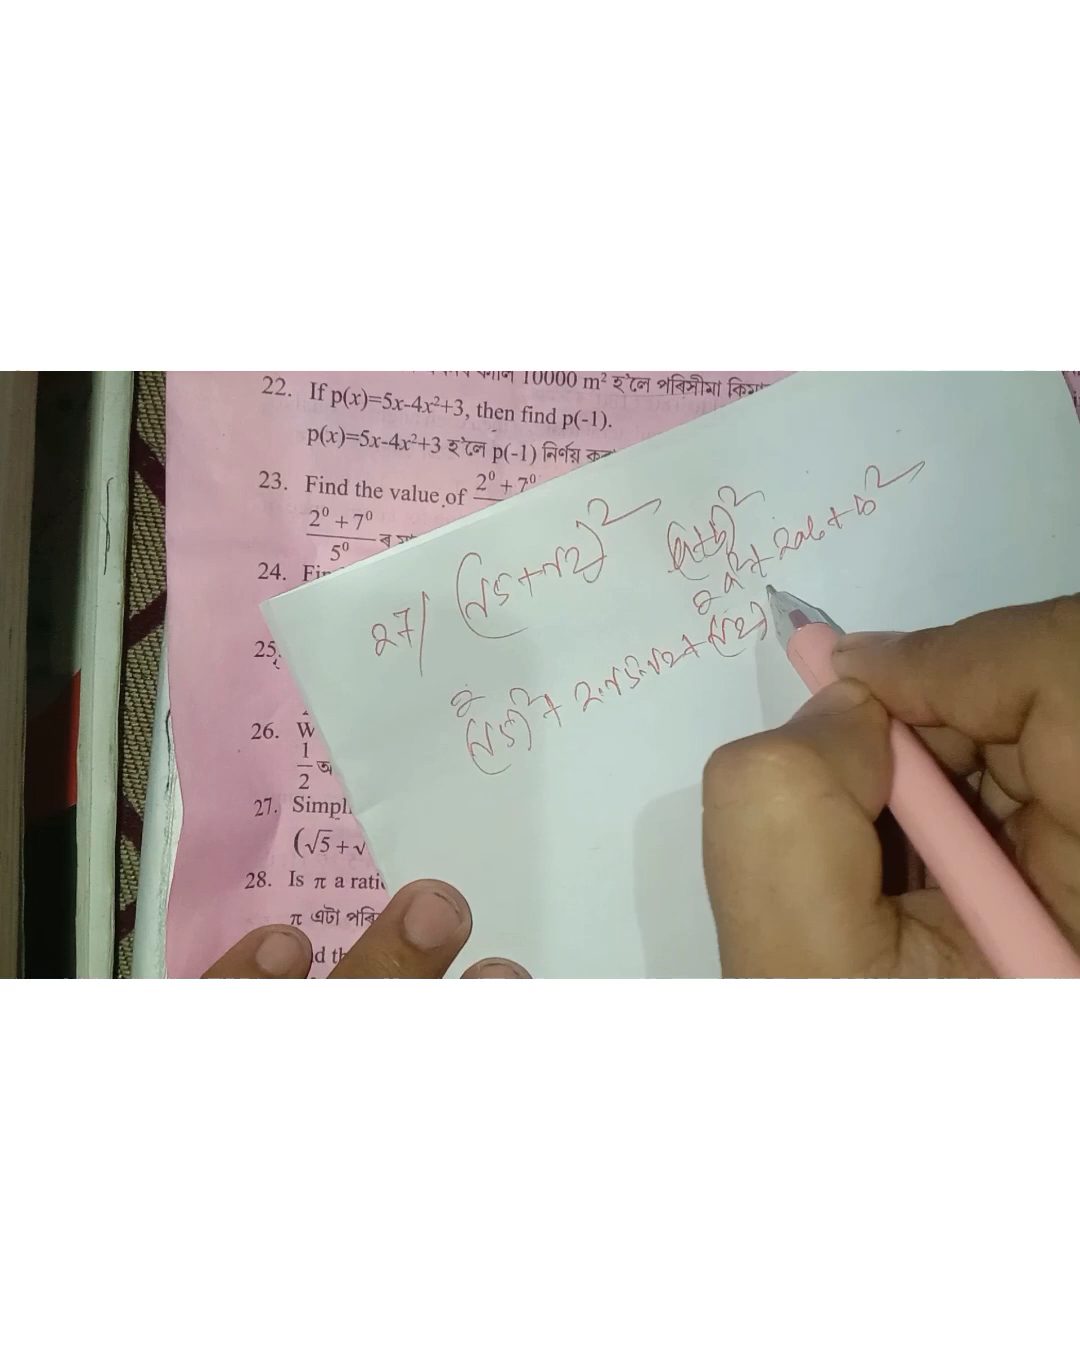 10000 m² হ'লে পৰিসীমা
22. If p(x)=5x-4x²+3, then find p(-1).
p(x)=5x-4x²+3 হ'লে p(-1) নিৰ্ণয়
23. Find the value of 2⁰ + 7⁰
2⁰ + 7⁰
5⁰
24.
25.
26. W
1
2
27.
(√5 + √
28. Is π a
π এটা
27/ (√5+√2)²
(a+b)²
= a²+2ab+b²
= (√5)²+2.√5.√2+(√2)